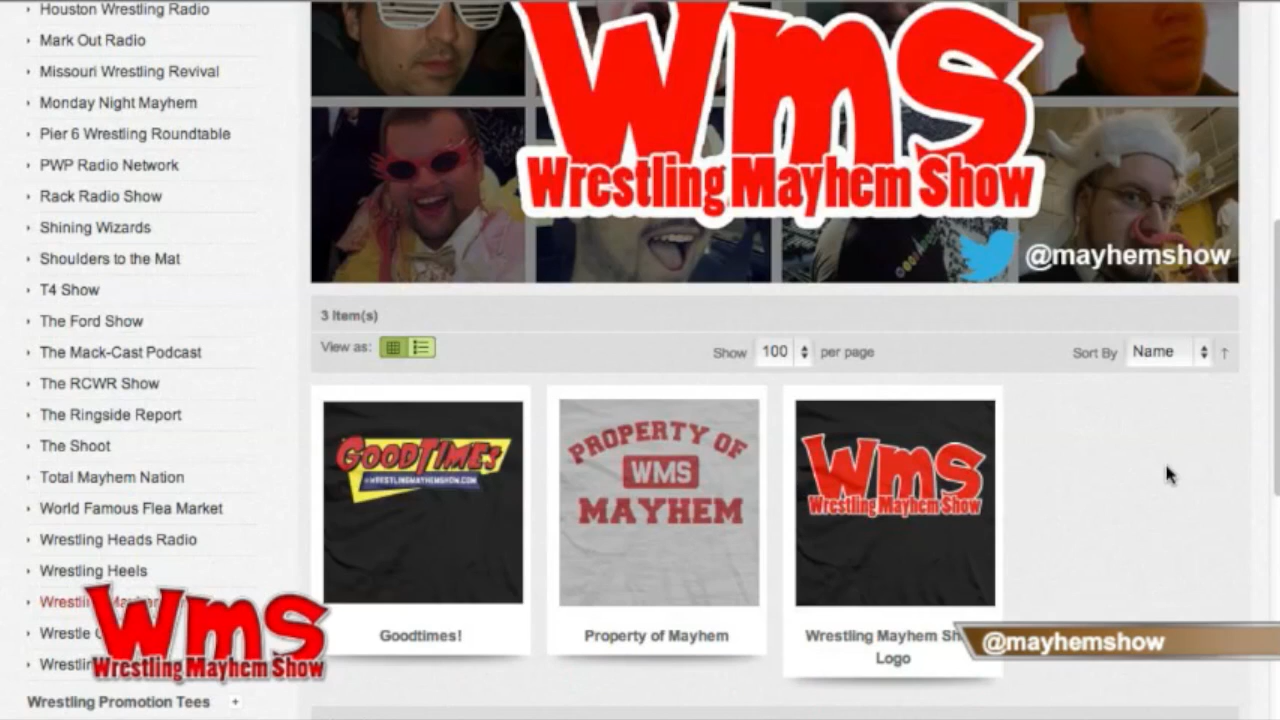 Houston Wrestling Radio
Mark Out Radio
Missouri Wrestling Revival
Monday Night Mayhem
Pier 6 Wrestling Roundtable
PWP Radio Network
Rack Radio Show
Shining Wizards
Shoulders to the Mat
T4 Show
The Ford Show
The Mack-Cast Podcast
The RCWR Show
The Ringside Report
The Shoot
Total Mayhem Nation
World Famous Flea Market
Wrestling Heads Radio
Wrestling Heels
Wrestle
Wrestling Promotion Tees +
WMS
Wrestling Mayhem Show
@mayhemshow
3 Item(s)
View as:
Show 100 per page
Sort By Name
GOODTIMES
@WRESTLINGMAYHEMSHOW.COM
PROPERTY OF
WMS
MAYHEM
WMS
Wrestling Mayhem Show
Goodtimes!
Property of Mayhem
Wrestling Mayhem
Logo
WMS
Wrestling Mayhem Show
@mayhemshow